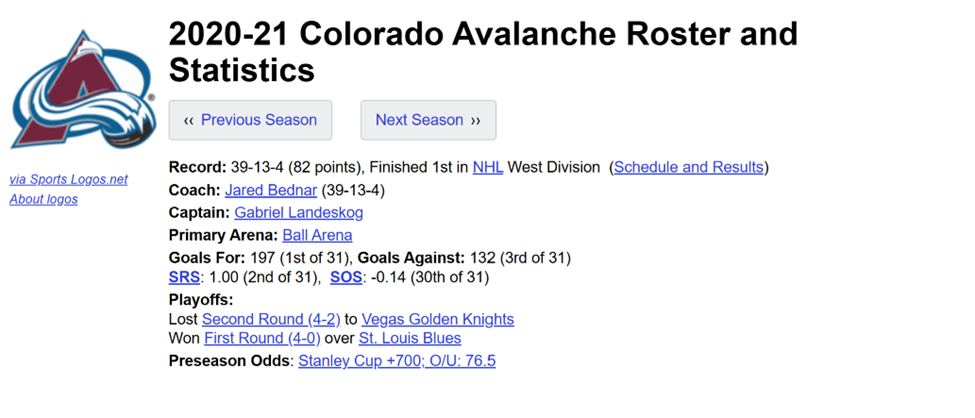 2020-21 Colorado Avalanche Roster and
Statistics
‹‹ Previous Season
Next Season ››
via Sports Logos.net
About logos
Record: 39-13-4 (82 points), Finished 1st in NHL West Division (Schedule and Results)
Coach: Jared Bednar (39-13-4)
Captain: Gabriel Landeskog
Primary Arena: Ball Arena
Goals For: 197 (1st of 31), Goals Against: 132 (3rd of 31)
SRS: 1.00 (2nd of 31), SOS: -0.14 (30th of 31)
Playoffs:
Lost Second Round (4-2) to Vegas Golden Knights
Won First Round (4-0) over St. Louis Blues
Preseason Odds: Stanley Cup +700; O/U: 76.5